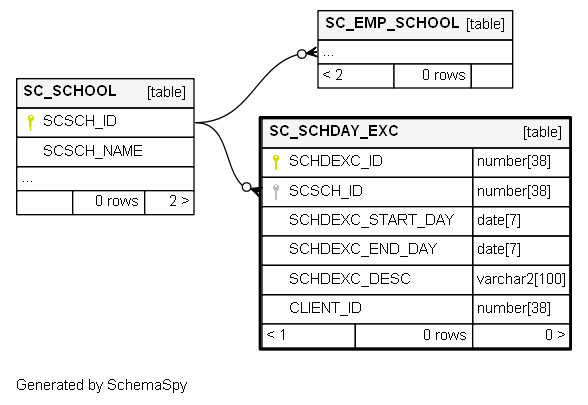 SC_EMP_SCHOOL [table]
...
< 2 0 rows
SC_SCHOOL [table]
SCSCH_ID
SCSCH_NAME
...
0 rows 2 >
SC_SCHDAY_EXC [table]
SCHDEXC_ID number[38]
SCSCH_ID number[38]
SCHDEXC_START_DAY date[7]
SCHDEXC_END_DAY date[7]
SCHDEXC_DESC varchar2[100]
CLIENT_ID number[38]
< 1 0 rows 0 >
Generated by SchemaSpy